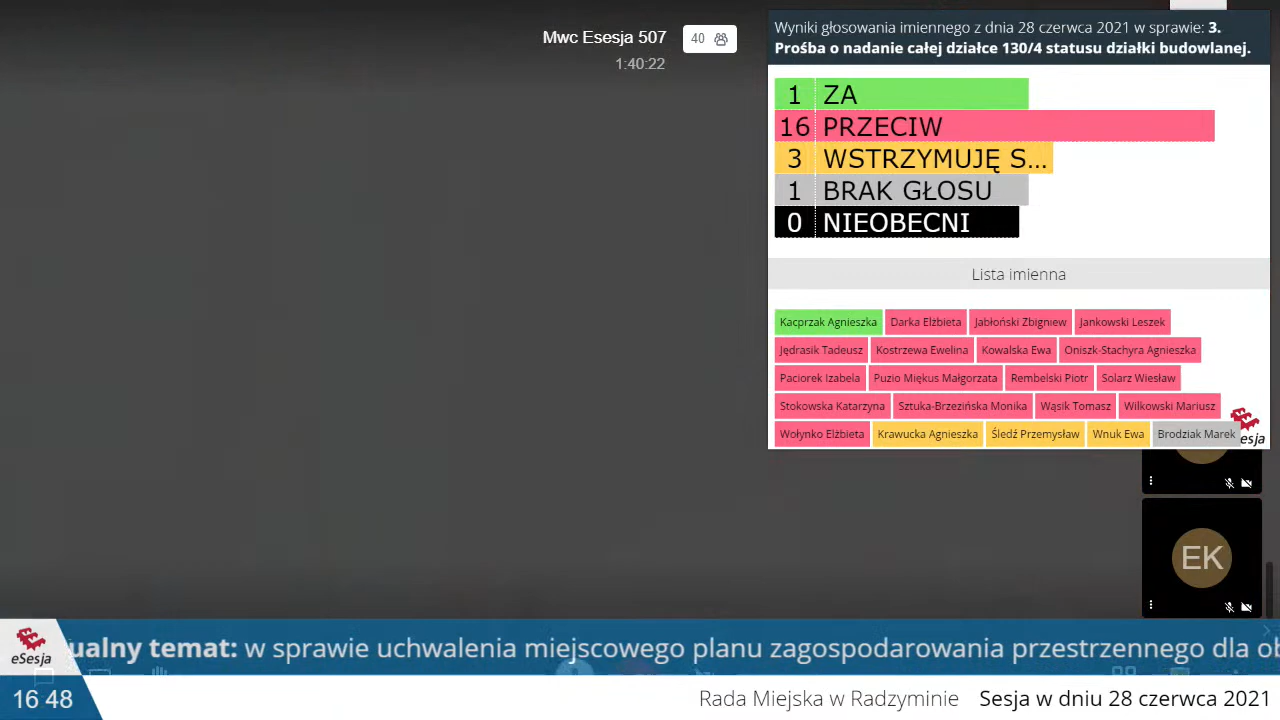 Mwc Esesja 507
40
1:40:22
Wyniki głosowania imiennego z dnia 28 czerwca 2021 w sprawie: 3.
Prośba o nadanie całej działce 130/4 statusu działki budowlanej.
1 ZA
16 PRZECIW
3 WSTRZYMUJĘ S...
1 BRAK GŁOSU
0 NIEOBECNI
Lista imienna
Kacprzak Agnieszka Darka Elżbieta Jabłoński Zbigniew Jankowski Leszek
Jędrasik Tadeusz Kostrzewa Ewelina Kowalska Ewa Oniszk-Stachyra Agnieszka
Paciorek Izabela Puzio Miękus Małgorzata Rembelski Piotr Solarz Wiesław
Stokowska Katarzyna Sztuka-Brzezińska Monika Wąsik Tomasz Wilkowski Mariusz
Wołynko Elżbieta Krawucka Agnieszka Śledź Przemysław Wnuk Ewa Brodziak Marek
esja
EK
eSesja
ualny temat: w sprawie uchwalenia miejscowego planu zagospodarowania przestrzennego dla ob
16 48
Rada Miejska w Radzyminie Sesja w dniu 28 czerwca 2021